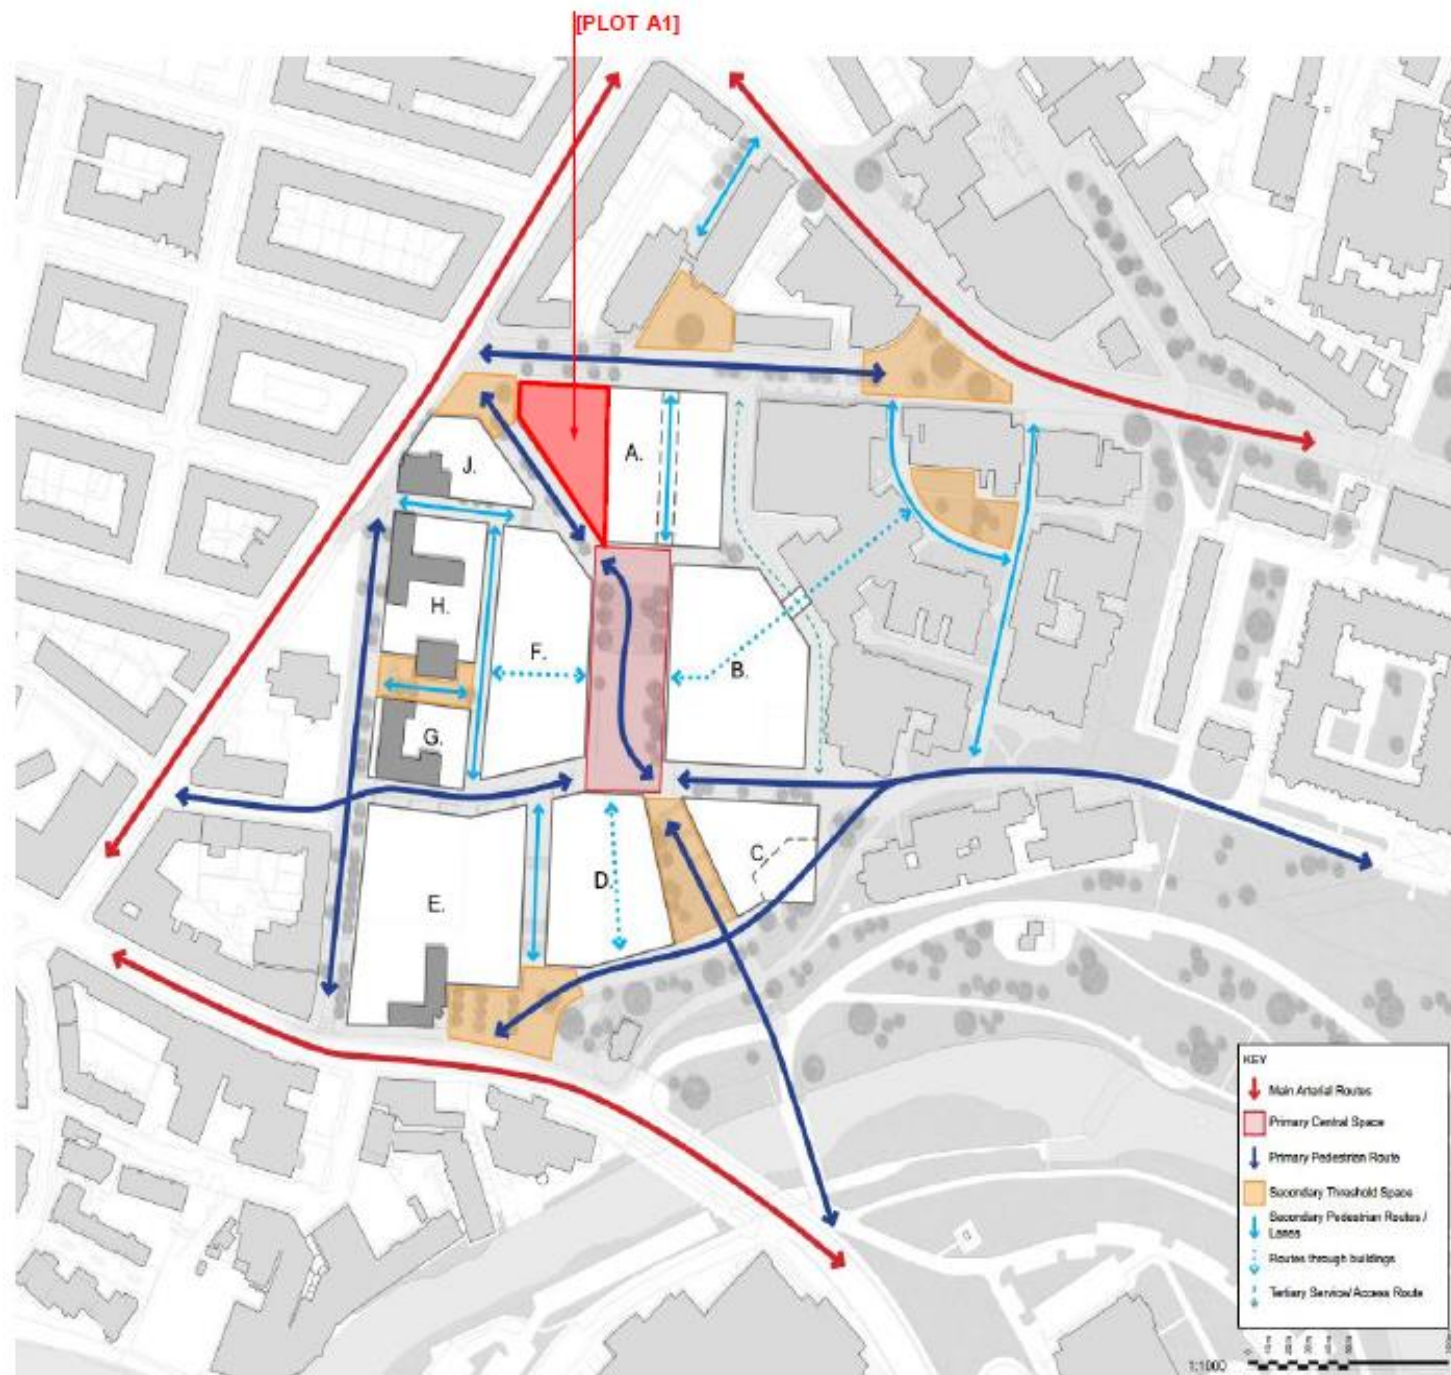 [PLOT A1]
A.
J.
H.
F.
B.
G.
C
D.
E.
KEY
Main Arterial Routes
Primary Central Space
Primary Pedestrian Route
Secondary Threshold Space
Secondary Pedestrian Routes /
Lanes
Routes through buildings
Tertiary Service/Access Route
1:1000